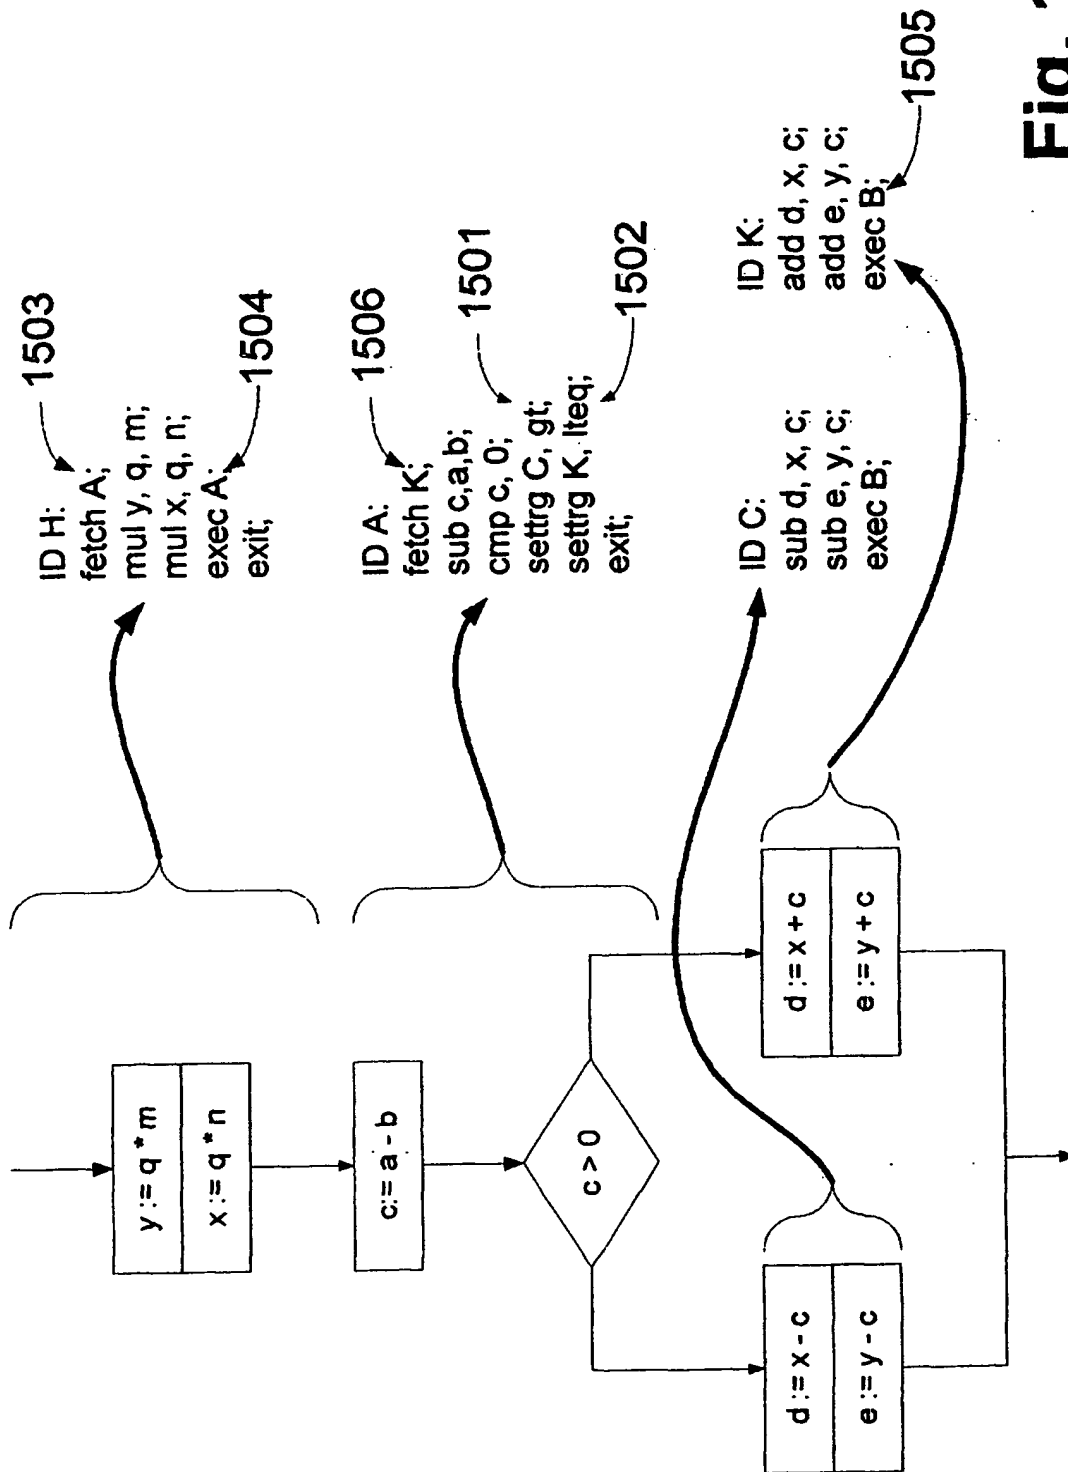 y := q * m
x := q * n
c := a - b
c > 0
d := x - c
e := y - c
d := x + c
e := y + c
ID H:
fetch A;
mul y, q, m;
mul x, q, n;
exec A;
exit;
1503
1504
ID A:
fetch K;
sub c,a,b;
cmp c, 0;
settrg C, gt;
settrg K, lteq;
exit;
1506
1501
1502
ID C:
sub d, x, c;
sub e, y, c;
exec B;
ID K:
add d, x, c;
add e, y, c;
exec B;
1505
Fig.